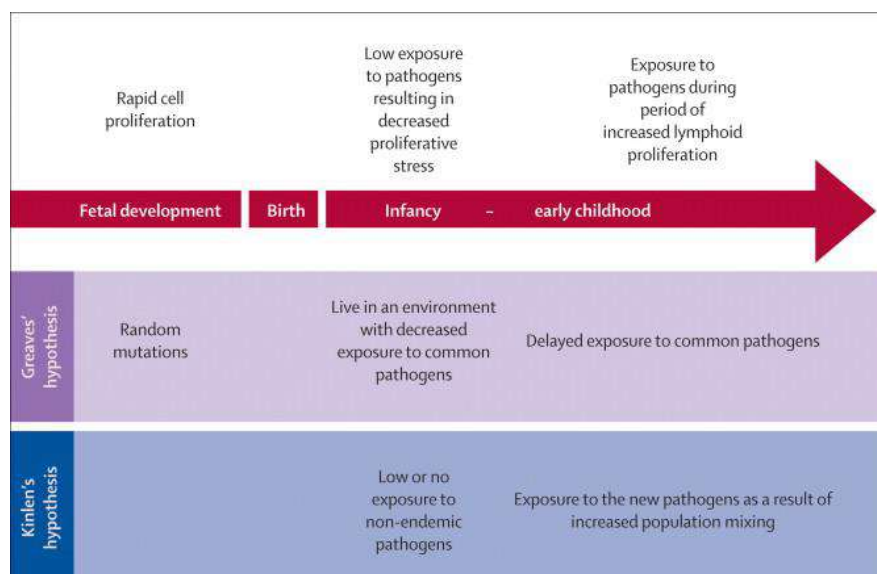 Rapid cell
proliferation
Low exposure
to pathogens
resulting in
decreased
proliferative
stress
Exposure to
pathogens during
period of
increased lymphoid
proliferation
Fetal development
Birth
Infancy – early childhood
Greaves'
hypothesis
Random
mutations
Live in an environment
with decreased
exposure to common
pathogens
Delayed exposure to common pathogens
Kinlen's
hypothesis
Low or no
exposure to
non-endemic
pathogens
Exposure to the new pathogens as a result of
increased population mixing